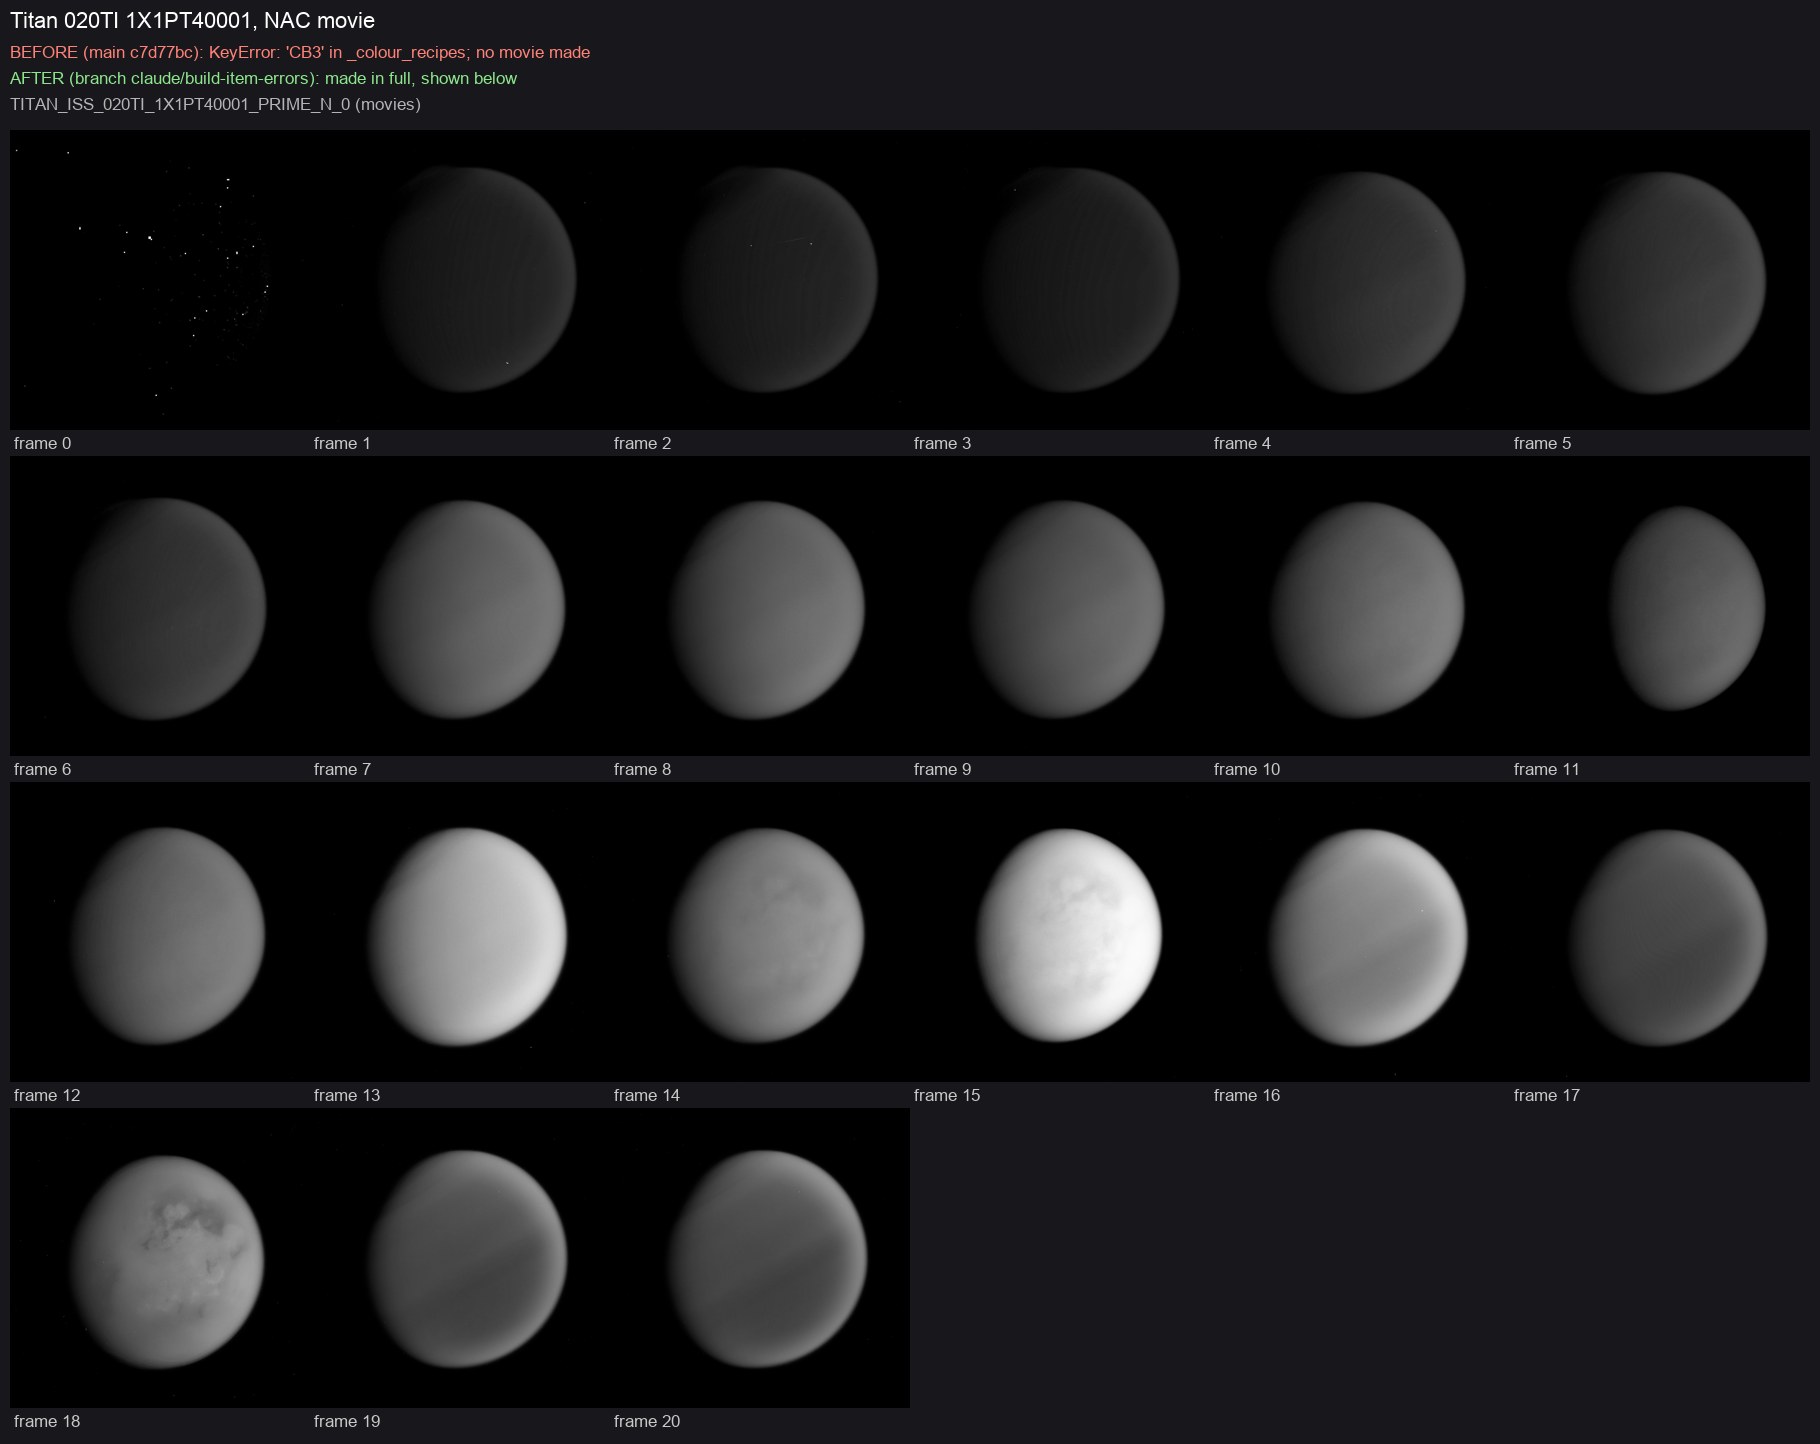 Titan 020TI 1X1PT40001, NAC movie
BEFORE (main c7d77bc): KeyError: 'CB3' in _colour_recipes; no movie made
AFTER (branch claude/build-item-errors): made in full, shown below
TITAN_ISS_020TI_1X1PT40001_PRIME_N_0 (movies)
frame 0
frame 1
frame 2
frame 3
frame 4
frame 5
frame 6
frame 7
frame 8
frame 9
frame 10
frame 11
frame 12
frame 13
frame 14
frame 15
frame 16
frame 17
frame 18
frame 19
frame 20